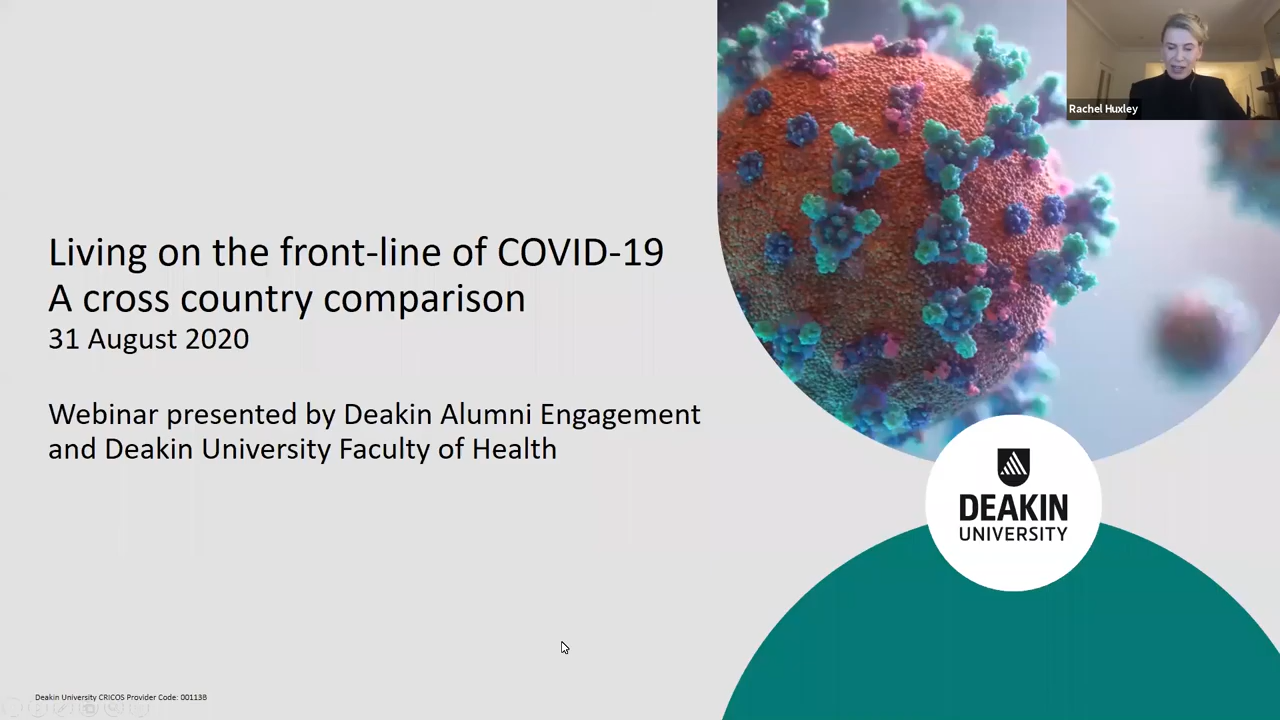 Living on the front-line of COVID-19
A cross country comparison
31 August 2020
Webinar presented by Deakin Alumni Engagement
and Deakin University Faculty of Health
Rachel Huxley
DEAKIN
UNIVERSITY
Deakin University CRICOS Provider Code: 00113B